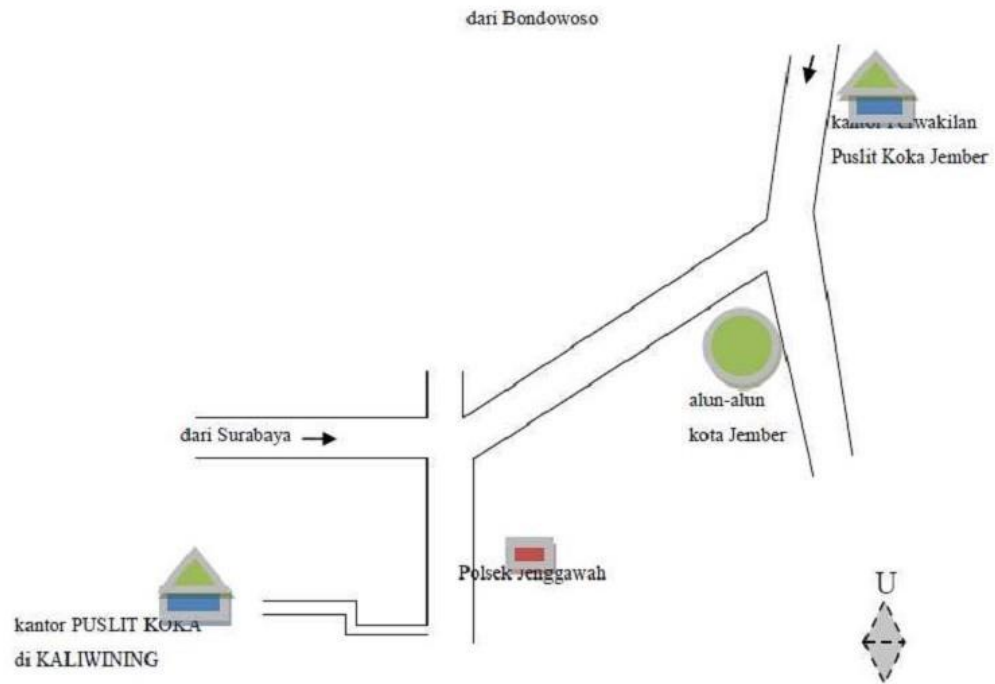 dari Bondowoso
kantor Perwakilan
Puslit Koka Jember
alun-alun
kota Jember
dari Surabaya
Polsek Jenggawah
kantor PUSLIT KOKA
di KALIWINING
U